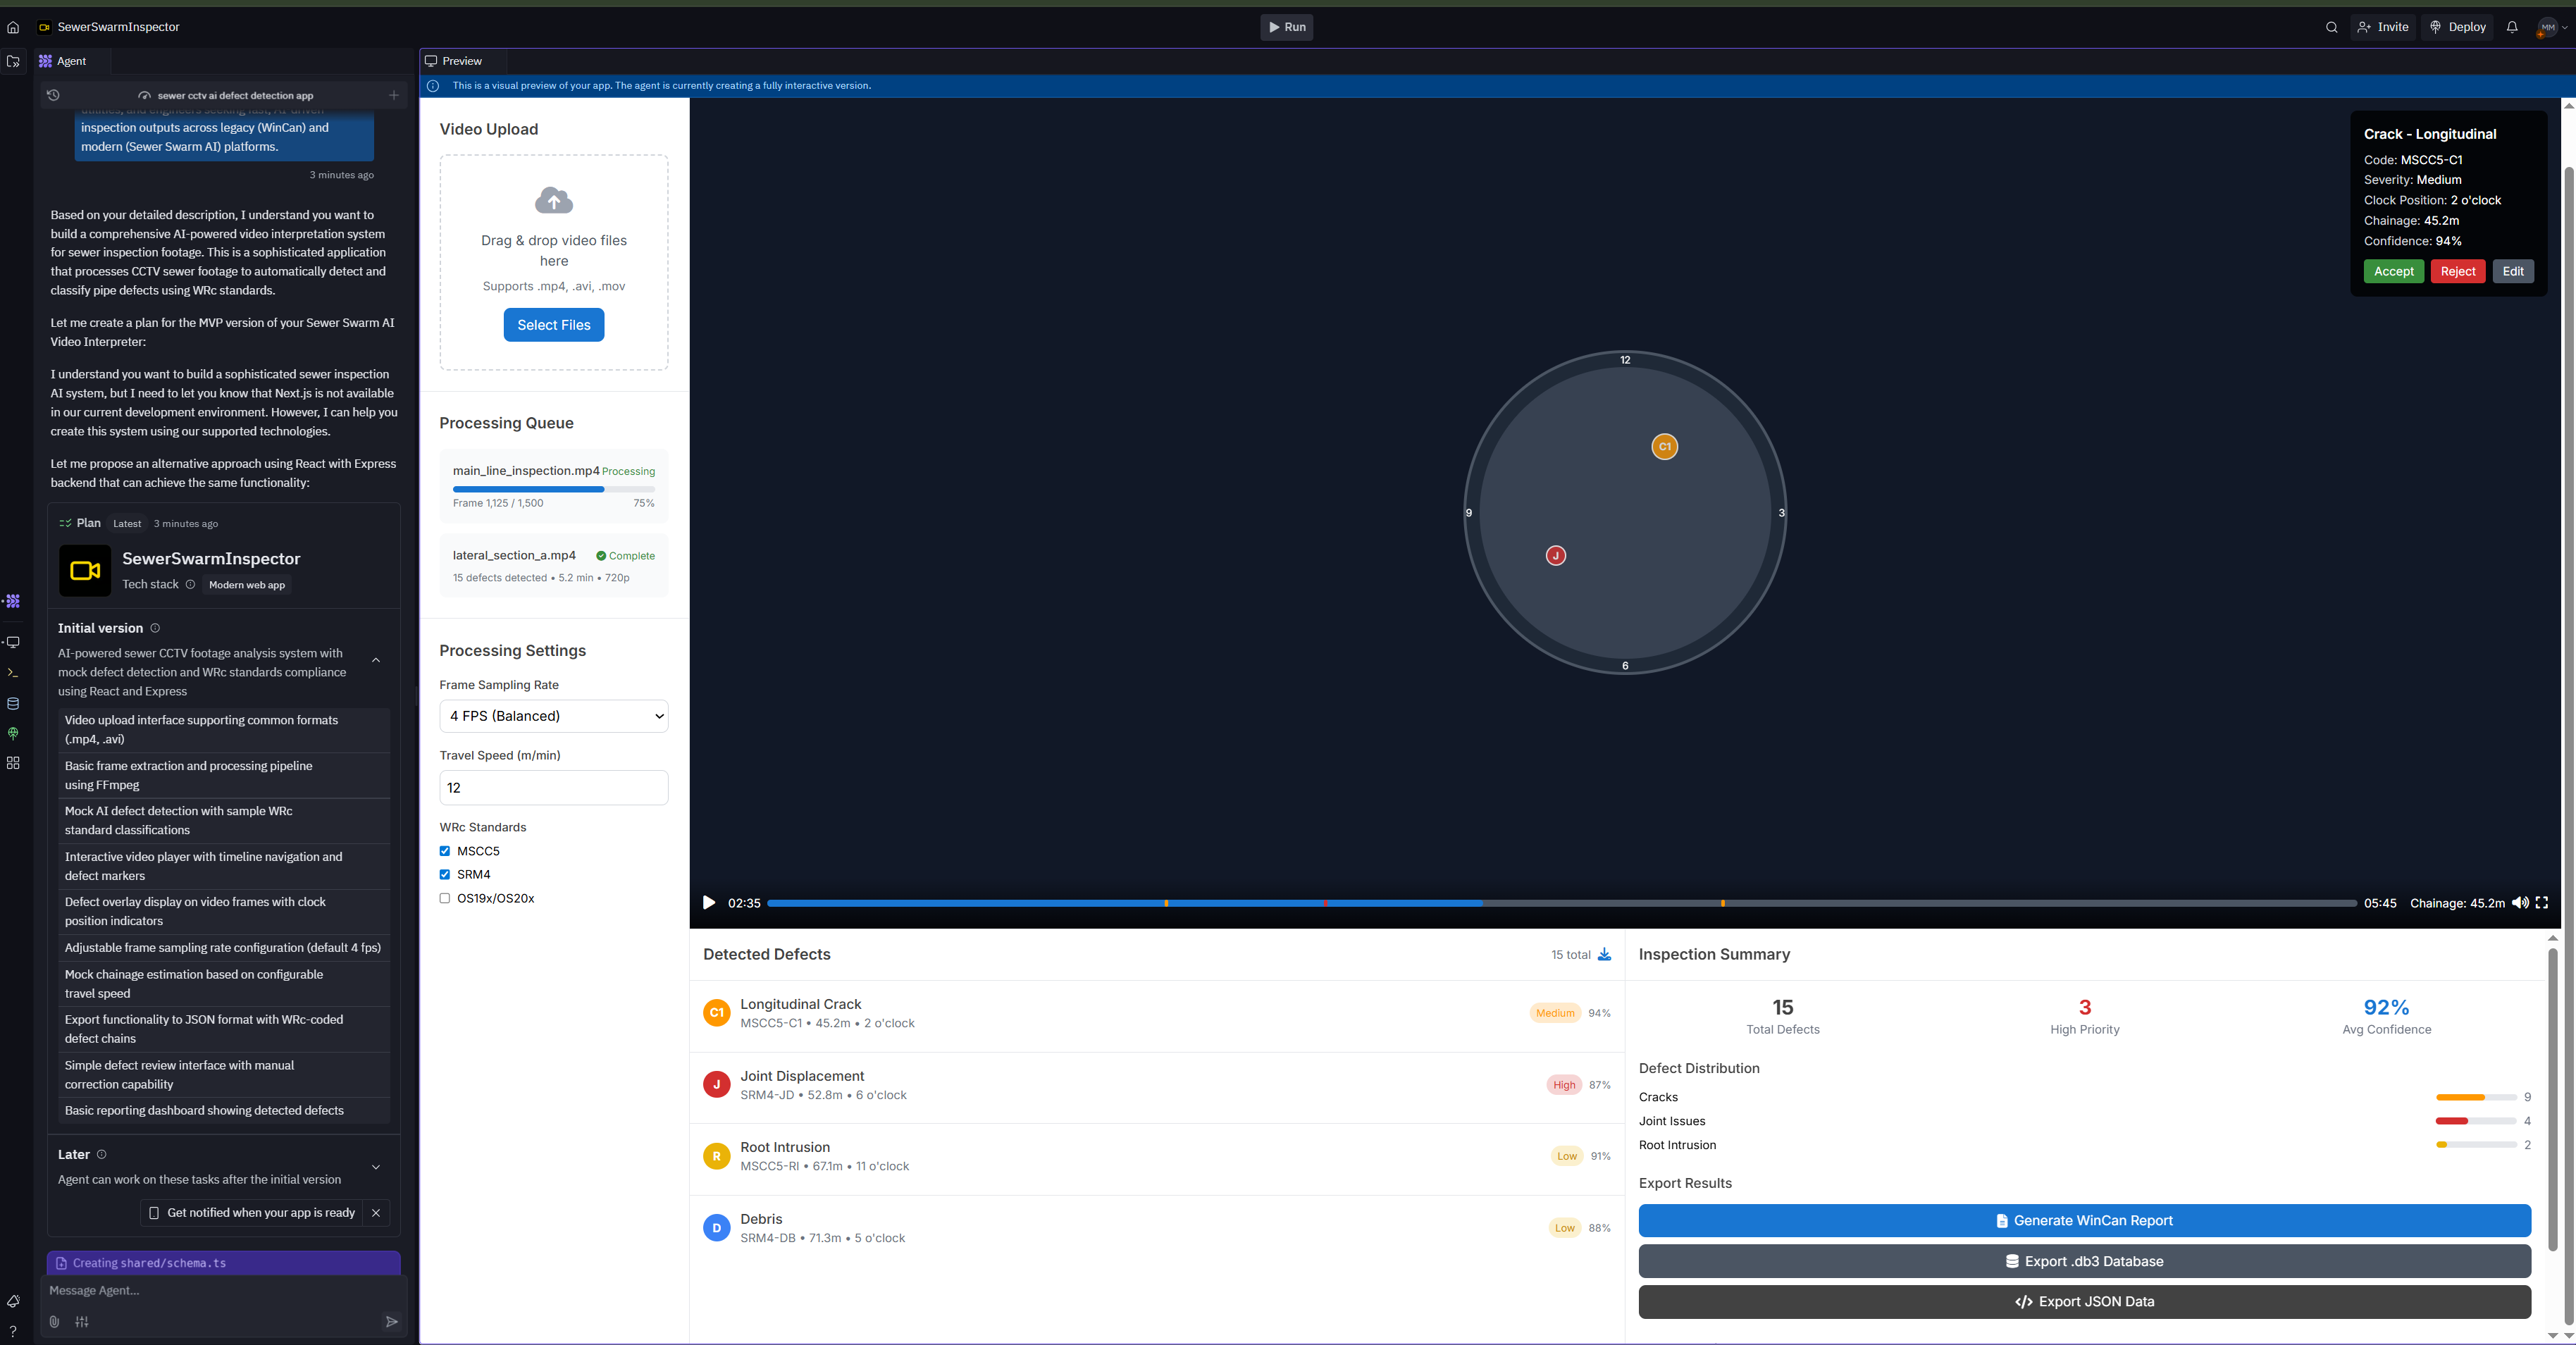 SewerSwarmInspector
Run
Invite
Deploy
MM
Agent
Preview
sewer cctv ai defect detection app
This is a visual preview of your app. The agent is currently creating a fully interactive version.
inspection outputs across legacy (WinCan) and
modern (Sewer Swarm AI) platforms.
3 minutes ago
Based on your detailed description, I understand you want to
build a comprehensive AI-powered video interpretation system
for sewer inspection footage. This is a sophisticated application
that processes CCTV sewer footage to automatically detect and
classify pipe defects using WRc standards.
Let me create a plan for the MVP version of your Sewer Swarm AI
Video Interpreter:
I understand you want to build a sophisticated sewer inspection
AI system, but I need to let you know that Next.js is not available
in our current development environment. However, I can help you
create this system using our supported technologies.
Let me propose an alternative approach using React with Express
backend that can achieve the same functionality:
Plan Latest 3 minutes ago
SewerSwarmInspector
Tech stack Modern web app
Initial version
AI-powered sewer CCTV footage analysis system with
mock defect detection and WRc standards compliance
using React and Express
Video upload interface supporting common formats
(.mp4, .avi)
Basic frame extraction and processing pipeline
using FFmpeg
Mock AI defect detection with sample WRc
standard classifications
Interactive video player with timeline navigation and
defect markers
Defect overlay display on video frames with clock
position indicators
Adjustable frame sampling rate configuration (default 4 fps)
Mock chainage estimation based on configurable
travel speed
Export functionality to JSON format with WRc-coded
defect chains
Simple defect review interface with manual
correction capability
Basic reporting dashboard showing detected defects
Later
Agent can work on these tasks after the initial version
Get notified when your app is ready
Creating shared/schema.ts
Message Agent...
Video Upload
Drag & drop video files
here
Supports .mp4, .avi, .mov
Select Files
Processing Queue
main_line_inspection.mp4 Processing
Frame 1,125 / 1,500 75%
lateral_section_a.mp4 Complete
15 defects detected • 5.2 min • 720p
Processing Settings
Frame Sampling Rate
4 FPS (Balanced)
Travel Speed (m/min)
12
WRc Standards
MSCC5
SRM4
OS19x/OS20x
Crack - Longitudinal
Code: MSCC5-C1
Severity: Medium
Clock Position: 2 o'clock
Chainage: 45.2m
Confidence: 94%
Accept Reject Edit
12
C1
9
3
J
6
02:35
05:45
Chainage: 45.2m
Detected Defects
15 total
C1
Longitudinal Crack
MSCC5-C1 • 45.2m • 2 o'clock
Medium 94%
J
Joint Displacement
SRM4-JD • 52.8m • 6 o'clock
High 87%
R
Root Intrusion
MSCC5-RI • 67.1m • 11 o'clock
Low 91%
D
Debris
SRM4-DB • 71.3m • 5 o'clock
Low 88%
Inspection Summary
15
Total Defects
3
High Priority
92%
Avg Confidence
Defect Distribution
Cracks 9
Joint Issues 4
Root Intrusion 2
Export Results
Generate WinCan Report
Export .db3 Database
</> Export JSON Data